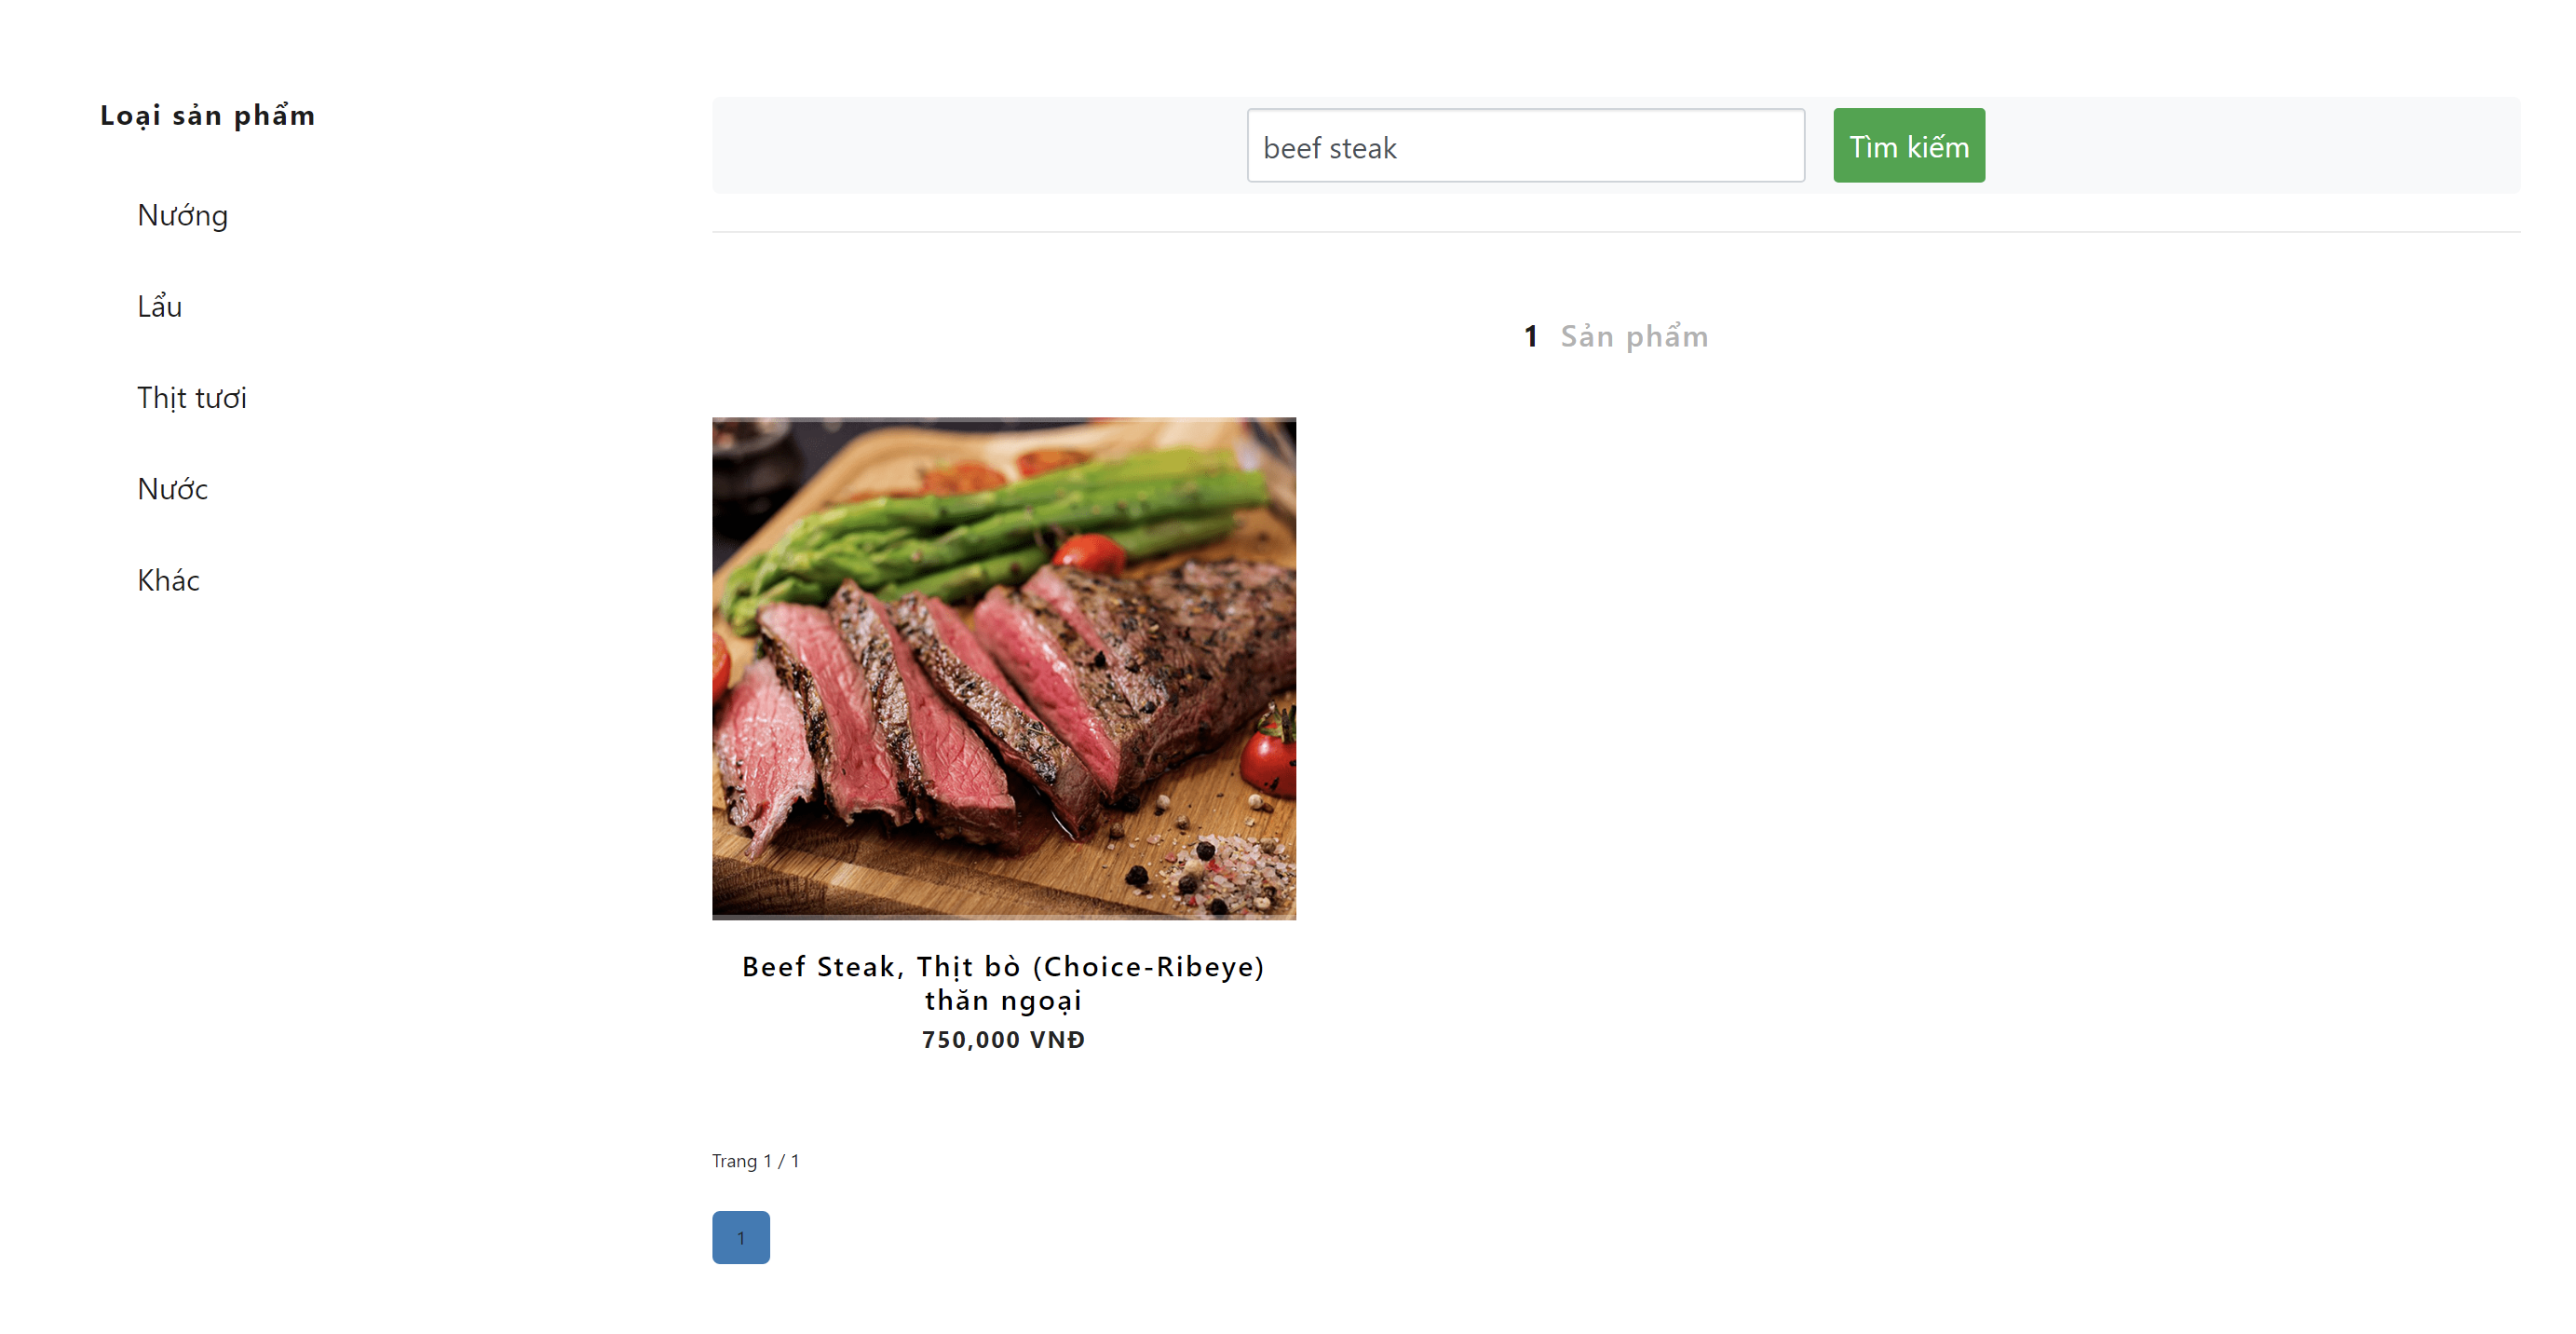 Loại sản phẩm
Nướng
Lẩu
Thịt tươi
Nước
Khác
beef steak
Tìm kiếm
1 Sản phẩm
Beef Steak, Thịt bò (Choice-Ribeye)
thăn ngoại
750,000 VNĐ
Trang 1 / 1
1